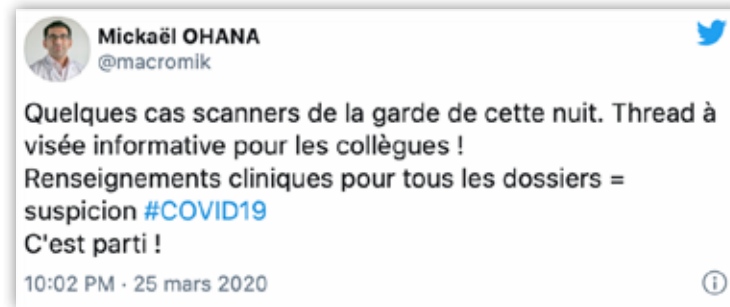 Mickaël OHANA
@macromik
Quelques cas scanners de la garde de cette nuit. Thread à
visée informative pour les collègues !
Renseignements cliniques pour tous les dossiers =
suspicion #COVID19
C'est parti !
10:02 PM · 25 mars 2020